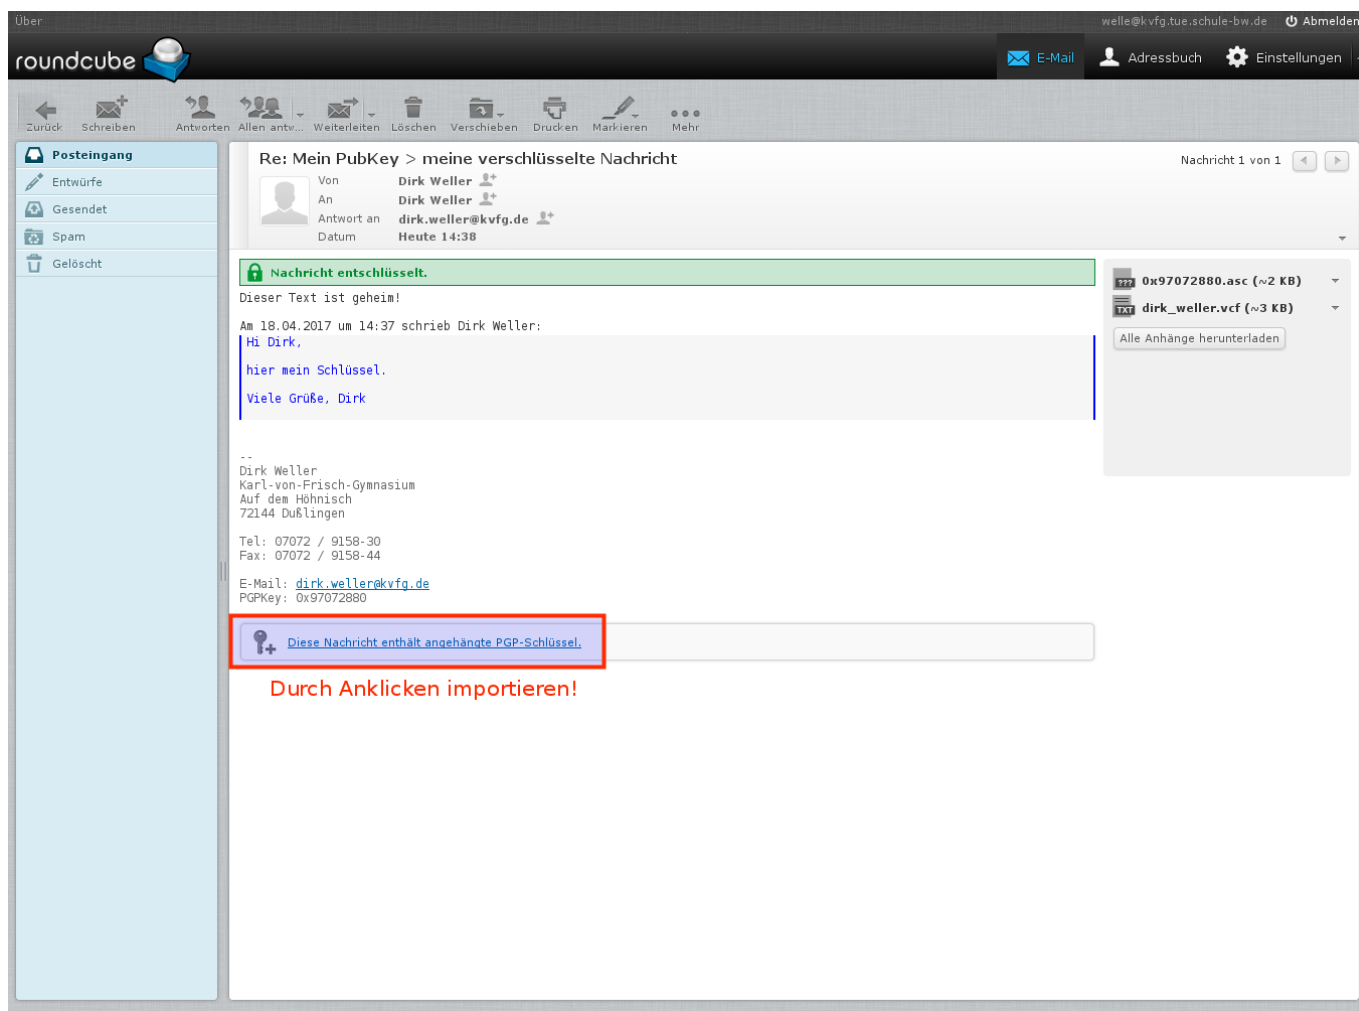 Über
welle@kvfg.tue.schule-bw.de Abmelden
roundcube
E-Mail Adressbuch Einstellungen
Zurück Schreiben Antworten Allen antw... Weiterleiten Löschen Verschieben Drucken Markieren Mehr
Posteingang
Entwürfe
Gesendet
Spam
Gelöscht
Re: Mein PubKey > meine verschlüsselte Nachricht
Nachricht 1 von 1
Von Dirk Weller
An Dirk Weller
Antwort an dirk.weller@kvfg.de
Datum Heute 14:38
Nachricht entschlüsselt.
Dieser Text ist geheim!
Am 18.04.2017 um 14:37 schrieb Dirk Weller:
Hi Dirk,
hier mein Schlüssel.
Viele Grüße, Dirk
--
Dirk Weller
Karl-von-Frisch-Gymnasium
Auf dem Höhnisch
72144 Dußlingen
Tel: 07072 / 9158-30
Fax: 07072 / 9158-44
E-Mail: dirk.weller@kvfg.de
PGPKey: 0x97072880
Diese Nachricht enthält angehängte PGP-Schlüssel.
Durch Anklicken importieren!
??? 0x97072880.asc (~2 KB)
TXT dirk_weller.vcf (~3 KB)
Alle Anhänge herunterladen